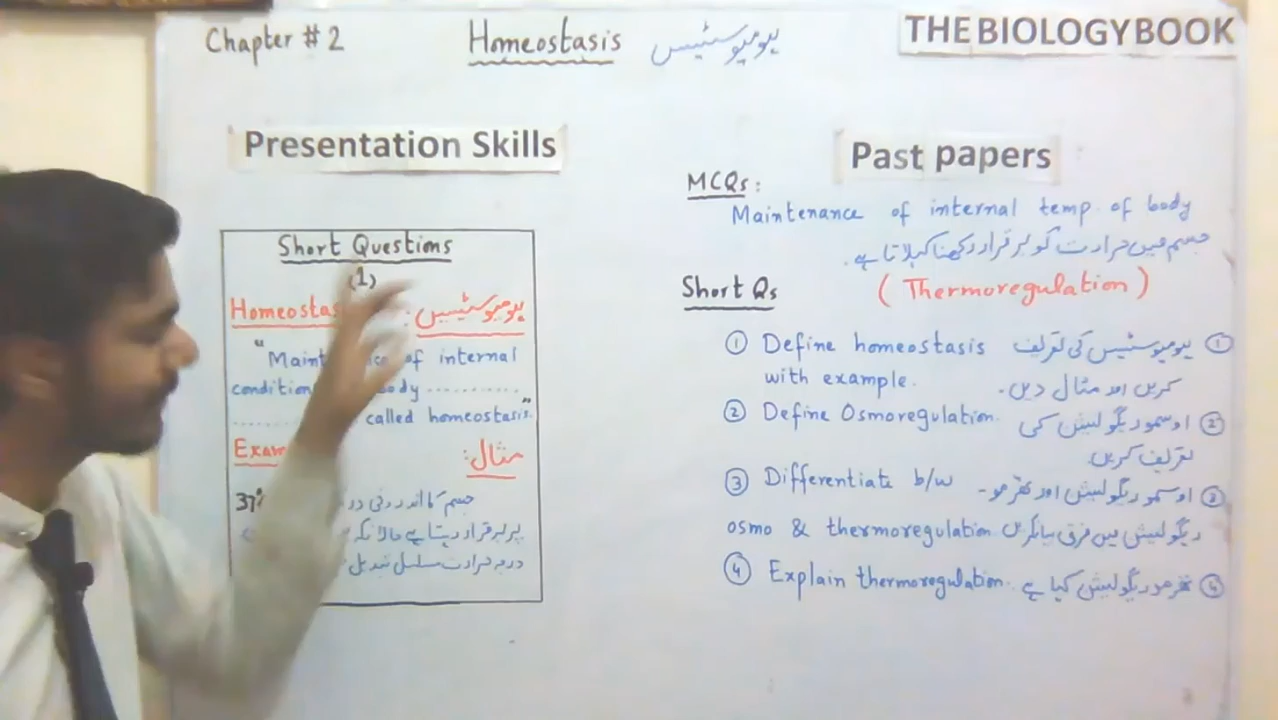 Chapter # 2
Homeostasis ہومیوسٹیسس
THE BIOLOGY BOOK
Presentation Skills
Short Questions
(1)
Homeostas ہومیوسٹیسس:
" Maint of internal
condition body ............
............ called homeostasis."
مثال:
37° جسم کا اندرونی
پر برقرار رہتا ہے حالانکہ
درجہ حرارت مسلسل تبدیل
Past papers
MCQs:
Maintenance of internal temp. of body
جسم میں حرارت کو برقرار رکھنا کہلاتا ہے.
Short Qs
( Thermoregulation )
① Define homeostasis ہومیوسٹیسس کی تعریف ①
with example. کریں اور مثال دیں.
② Define Osmoregulation. اوسموریگولیشن کی ②
تعریف کریں
③ Differentiate b/w اوسموریگولیشن اور تھرمو- ③
osmo & thermoregulation ریگولیشن میں فرق بیان کریں
④ Explain thermoregulation. تھرموریگولیشن کیا ہے ④